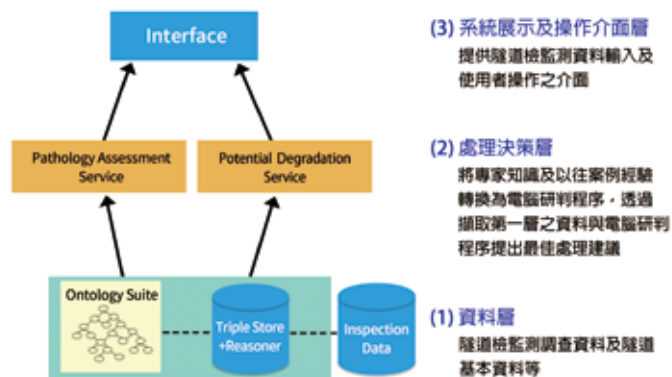 Interface
(3) 系統展示及操作介面層
提供隧道檢監測資料輸入及
使用者操作之介面
Pathology Assessment
Service
Potential Degradation
Service
(2) 處理決策層
將專家知識及以往案例經驗
轉換為電腦研判程序，透過
擷取第一層之資料與電腦研判
程序提出最佳處理建議
Ontology Suite
Triple Store
+Reasoner
Inspection
Data
(1) 資料層
隧道檢監測調查資料及隧道
基本資料等